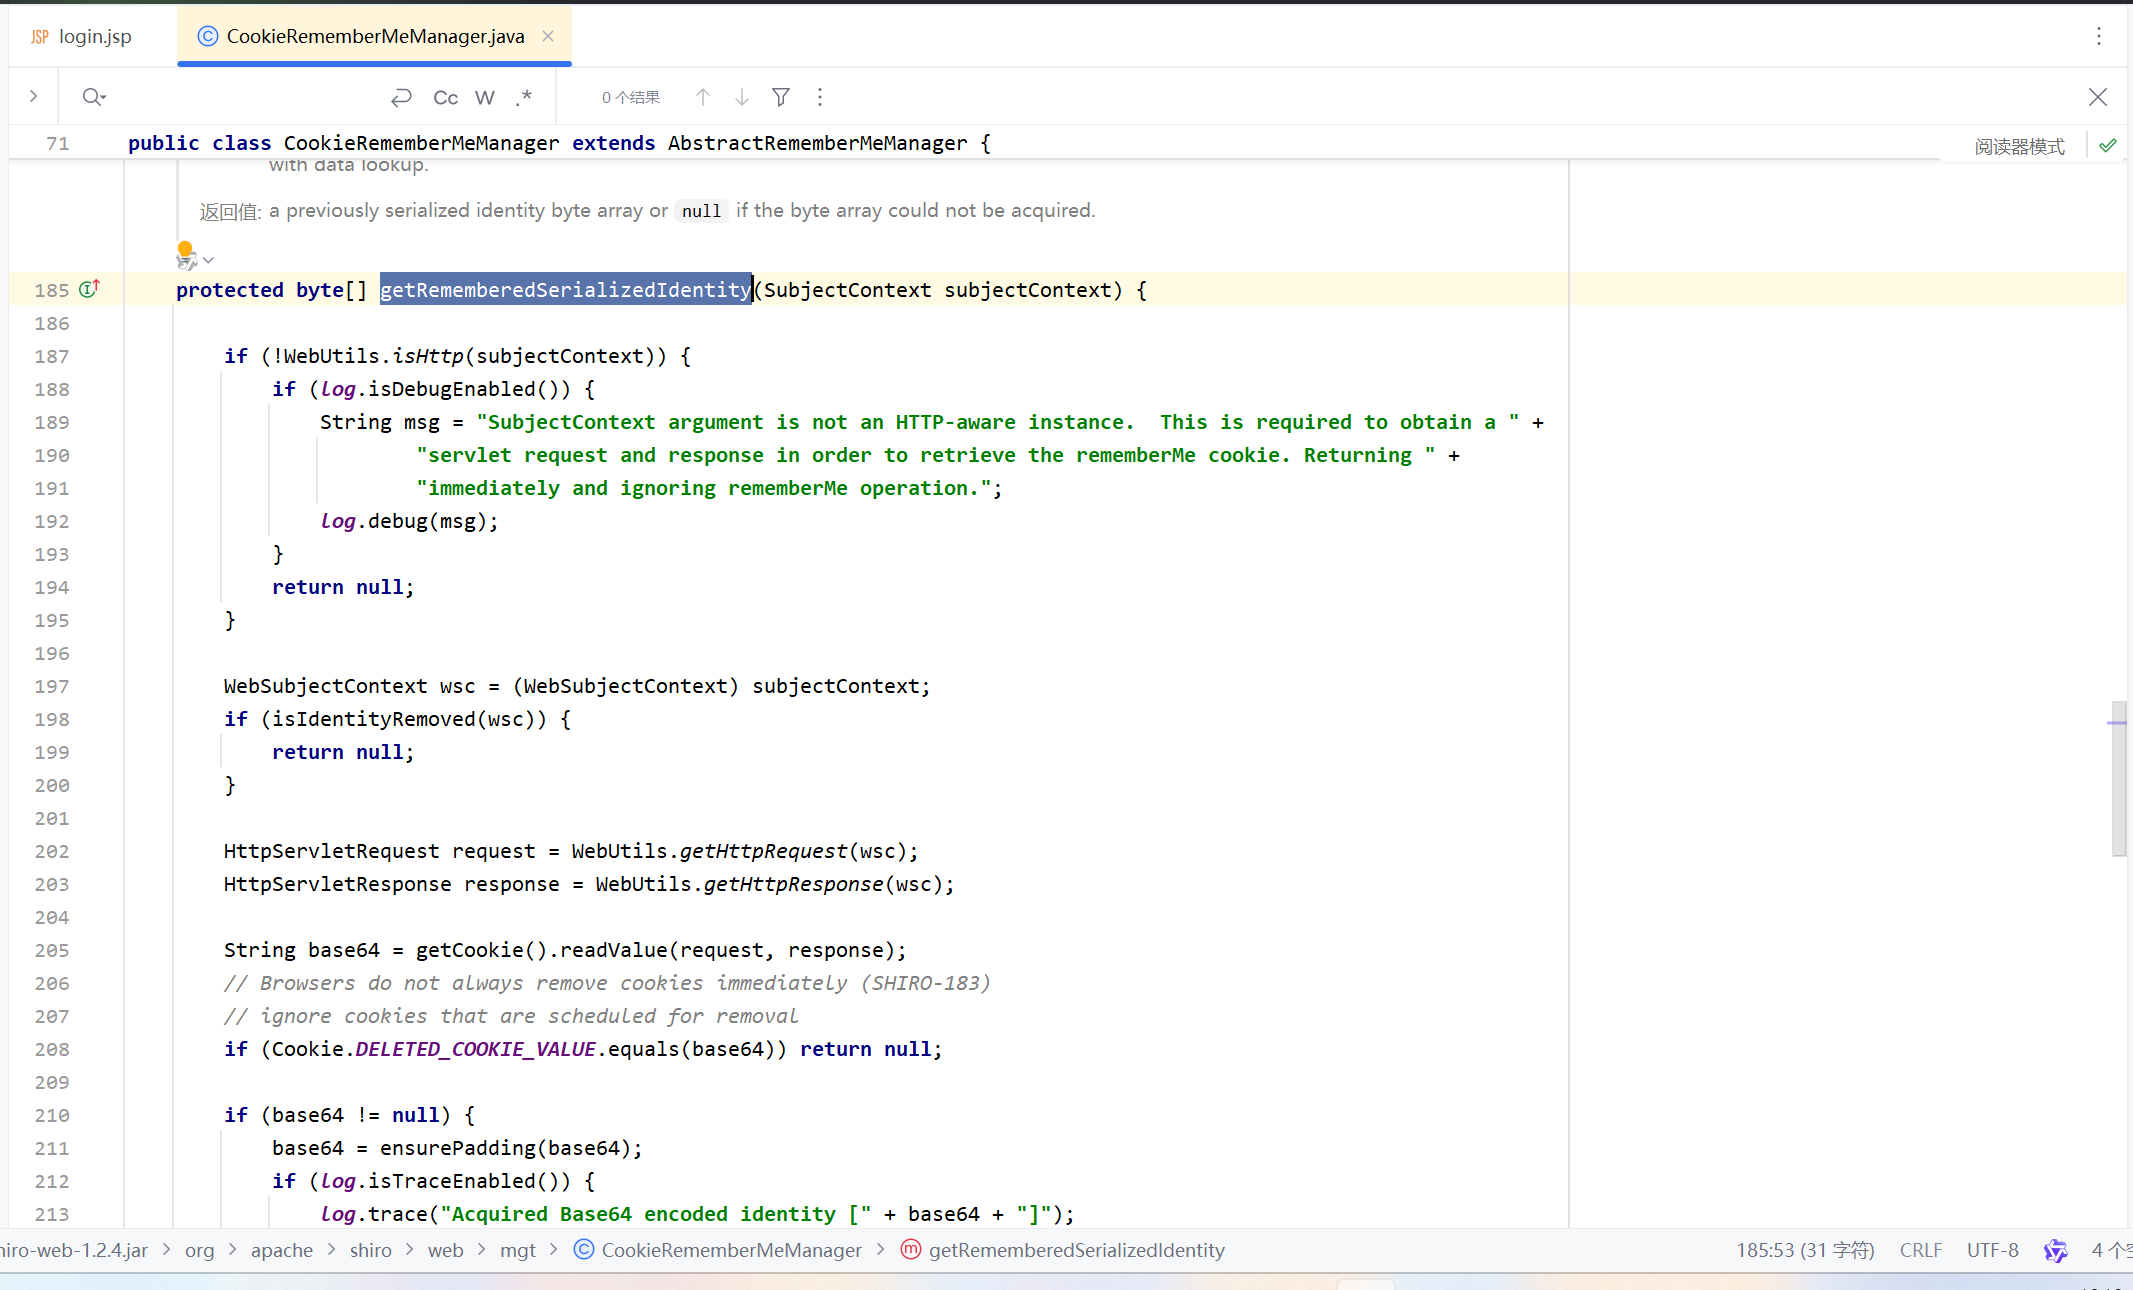 JSP login.jsp
CookieRememberMeManager.java
Cc W .* 0 个结果
71 public class CookieRememberMeManager extends AbstractRememberMeManager {
阅读器模式
with data lookup.
返回值: a previously serialized identity byte array or null if the byte array could not be acquired.
185 protected byte[] getRememberedSerializedIdentity(SubjectContext subjectContext) {
186
187 if (!WebUtils.isHttp(subjectContext)) {
188 if (log.isDebugEnabled()) {
189 String msg = "SubjectContext argument is not an HTTP-aware instance.  This is required to obtain a " +
190 "servlet request and response in order to retrieve the rememberMe cookie. Returning " +
191 "immediately and ignoring rememberMe operation.";
192 log.debug(msg);
193 }
194 return null;
195 }
196
197 WebSubjectContext wsc = (WebSubjectContext) subjectContext;
198 if (isIdentityRemoved(wsc)) {
199 return null;
200 }
201
202 HttpServletRequest request = WebUtils.getHttpRequest(wsc);
203 HttpServletResponse response = WebUtils.getHttpResponse(wsc);
204
205 String base64 = getCookie().readValue(request, response);
206 // Browsers do not always remove cookies immediately (SHIRO-183)
207 // ignore cookies that are scheduled for removal
208 if (Cookie.DELETED_COOKIE_VALUE.equals(base64)) return null;
209
210 if (base64 != null) {
211 base64 = ensurePadding(base64);
212 if (log.isTraceEnabled()) {
213 log.trace("Acquired Base64 encoded identity [" + base64 + "]");
hiro-web-1.2.4.jar > org > apache > shiro > web > mgt > CookieRememberMeManager > getRememberedSerializedIdentity 185:53 (31 字符) CRLF UTF-8 4 个